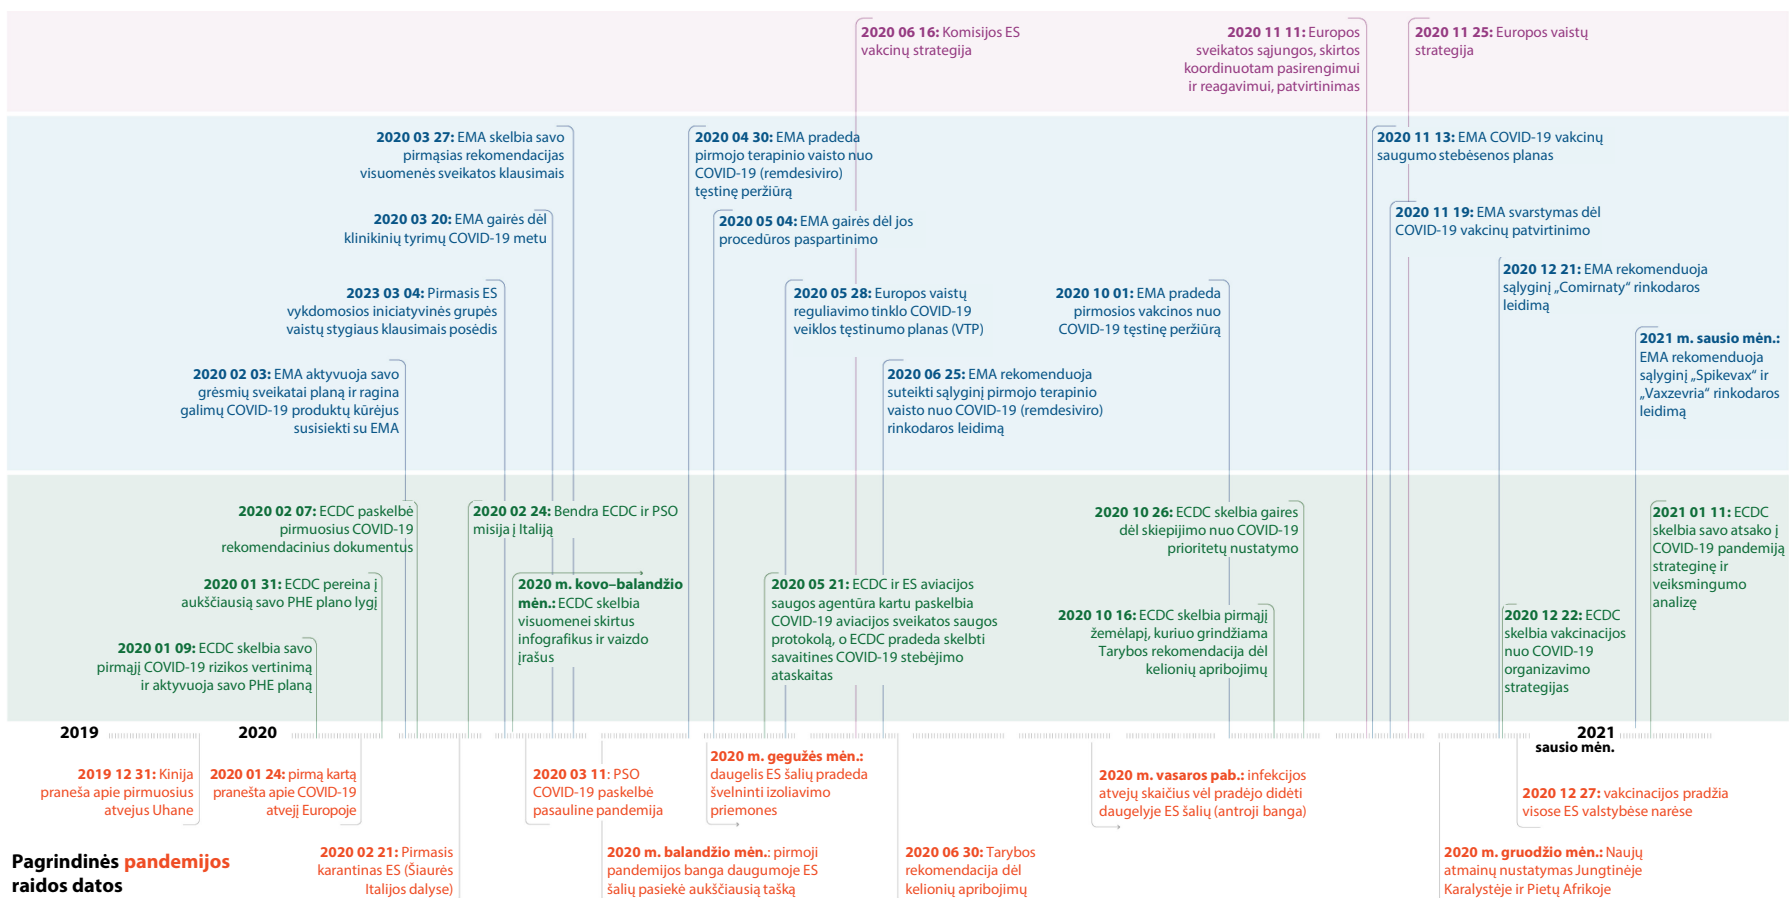 2020 06 16: Komisijos ES
vakcinų strategija
2020 11 11: Europos
sveikatos sąjungos, skirtos
koordinuotam pasirengimui
ir reagavimui, patvirtinimas
2020 11 25: Europos vaistų
strategija
2020 03 27: EMA skelbia savo
pirmąsias rekomendacijas
visuomenės sveikatos klausimais
2020 04 30: EMA pradeda
pirmojo terapinio vaisto nuo
COVID-19 (remdesiviro)
tęstinę peržiūrą
2020 11 13: EMA COVID-19 vakcinų
saugumo stebėsenos planas
2020 03 20: EMA gairės dėl
klinikinių tyrimų COVID-19 metu
2020 05 04: EMA gairės dėl jos
procedūros paspartinimo
2020 11 19: EMA svarstymas dėl
COVID-19 vakcinų patvirtinimo
2020 12 21: EMA rekomenduoja
sąlyginį „Comirnaty“ rinkodaros
leidimą
2023 03 04: Pirmasis ES
vykdomosios iniciatyvinės grupės
vaistų stygiaus klausimais posėdis
2020 05 28: Europos vaistų
reguliavimo tinklo COVID-19
veiklos tęstinumo planas (VTP)
2020 10 01: EMA pradeda
pirmosios vakcinos nuo
COVID-19 tęstinę peržiūrą
2021 m. sausio mėn.:
EMA rekomenduoja
sąlyginį „Spikevax“ ir
„Vaxzevria“ rinkodaros
leidimą
2020 02 03: EMA aktyvuoja savo
grėsmių sveikatai planą ir ragina
galimų COVID-19 produktų kūrėjus
susisiekti su EMA
2020 06 25: EMA rekomenduoja
suteikti sąlyginį pirmojo terapinio
vaisto nuo COVID-19 (remdesiviro)
rinkodaros leidimą
2020 02 07: ECDC paskelbė
pirmuosius COVID-19
rekomendacinius dokumentus
2020 02 24: Bendra ECDC ir PSO
misija į Italiją
2020 10 26: ECDC skelbia gaires
dėl skiepijimo nuo COVID-19
prioritetų nustatymo
2021 01 11: ECDC
skelbia savo atsako į
COVID-19 pandemiją
strateginę ir
veiksmingumo
analizę
2020 01 31: ECDC pereina į
aukščiausią savo PHE plano lygį
2020 m. kovo–balandžio
mėn.: ECDC skelbia
visuomenei skirtus
infografikus ir vaizdo
įrašus
2020 05 21: ECDC ir ES aviacijos
saugos agentūra kartu paskelbia
COVID-19 aviacijos sveikatos saugos
protokolą, o ECDC pradeda skelbti
savaitines COVID-19 stebėjimo
ataskaitas
2020 10 16: ECDC skelbia pirmąjį
žemėlapį, kuriuo grindžiama
Tarybos rekomendacija dėl
kelionių apribojimų
2020 12 22: ECDC
skelbia vakcinacijos
nuo COVID-19
organizavimo
strategijas
2020 01 09: ECDC skelbia savo
pirmąjį COVID-19 rizikos vertinimą
ir aktyvuoja savo PHE planą
2019
2020
2021
sausio mėn.
2019 12 31: Kinija
praneša apie pirmuosius
atvejus Uhane
2020 01 24: pirmą kartą
pranešta apie COVID-19
atvejį Europoje
2020 03 11: PSO
COVID-19 paskelbė
pasauline pandemija
2020 m. gegužės mėn.:
daugelis ES šalių pradeda
švelninti izoliavimo
priemones
2020 m. vasaros pab.: infekcijos
atvejų skaičius vėl pradėjo didėti
daugelyje ES šalių (antroji banga)
2020 12 27: vakcinacijos pradžia
visose ES valstybėse narėse
Pagrindinės pandemijos
raidos datos
2020 02 21: Pirmasis
karantinas ES (Šiaurės
Italijos dalyse)
2020 m. balandžio mėn.: pirmoji
pandemijos banga daugumoje ES
šalių pasiekė aukščiausią tašką
2020 06 30: Tarybos
rekomendacija dėl
kelionių apribojimų
2020 m. gruodžio mėn.: Naujų
atmainų nustatymas Jungtinėje
Karalystėje ir Pietų Afrikoje